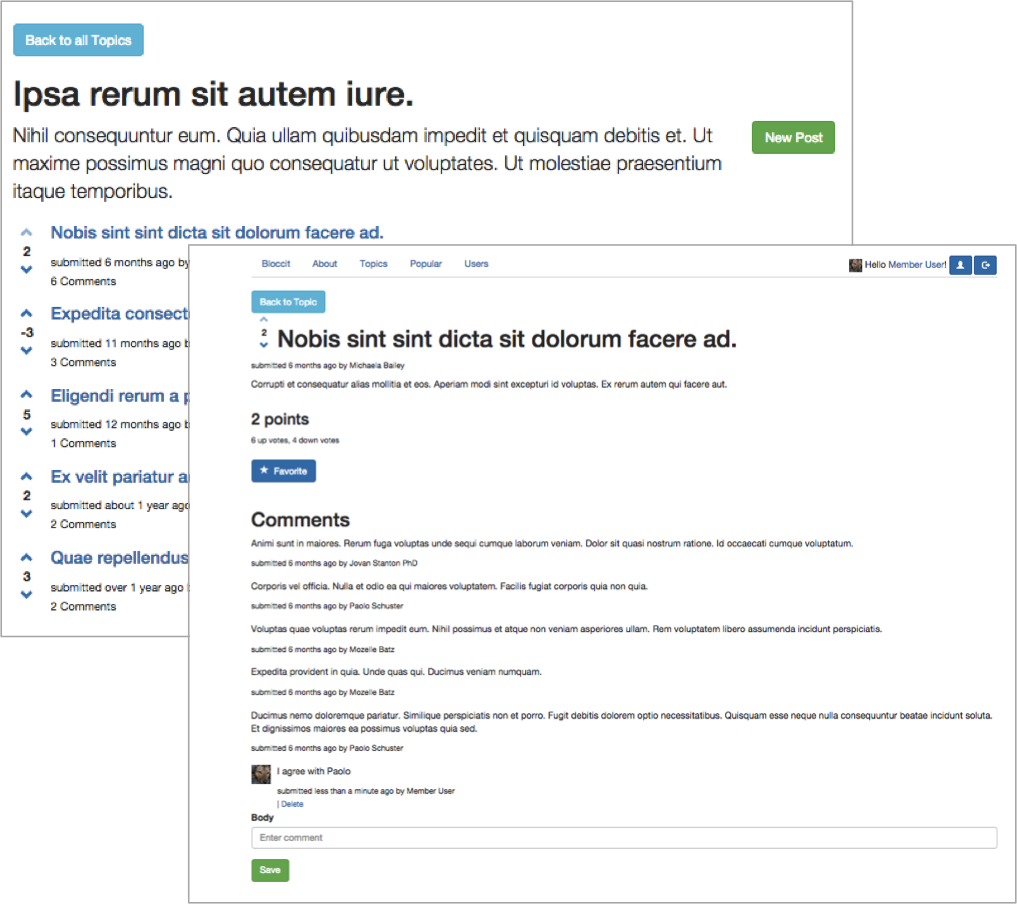 Back to all Topics
Ipsa rerum sit autem iure.
Nihil consequuntur eum. Quia ullam quibusdam impedit et quisquam debitis et. Ut
maxime possimus magni quo consequatur ut voluptates. Ut molestiae praesentium
itaque temporibus.
New Post
Nobis sint sint dicta sit dolorum facere ad.
2
submitted 6 months ago by
6 Comments
Expedita consect
-3
submitted 11 months ago
3 Comments
Eligendi rerum a
5
submitted 12 months ago
1 Comments
Ex velit pariatur a
2
submitted about 1 year ago
2 Comments
Quae repellendus
3
submitted over 1 year ago
2 Comments
Bloccit About Topics Popular Users Hello Member User!
Back to Topic
2
Nobis sint sint dicta sit dolorum facere ad.
submitted 6 months ago by Michaela Bailey
Corrupti et consequatur alias mollitia et eos. Aperiam modi sint excepturi id voluptas. Ex rerum autem qui facere aut.
2 points
6 up votes, 4 down votes
Favorite
Comments
Animi sunt in maiores. Rerum fuga voluptas unde sequi cumque laborum veniam. Dolor sit quasi nostrum ratione. Id occaecati cumque voluptatum.
submitted 6 months ago by Jovan Stanton PhD
Corporis vel officia. Nulla et odio ea qui maiores voluptatem. Facilis fugiat corporis quia non quia.
submitted 6 months ago by Paolo Schuster
Voluptas quae voluptas rerum impedit eum. Nihil possimus et atque non veniam asperiores ullam. Rem voluptatem libero assumenda incidunt perspiciatis.
submitted 6 months ago by Mozelle Batz
Expedita provident in quia. Unde quas qui. Ducimus veniam numquam.
submitted 6 months ago by Mozelle Batz
Ducimus nemo doloremque pariatur. Similique perspiciatis non et porro. Fugit debitis dolorem optio necessitatibus. Quisquam esse neque nulla consequuntur beatae incidunt soluta.
Et dignissimos maiores ea possimus voluptas quia sed.
submitted 6 months ago by Paolo Schuster
I agree with Paolo
submitted less than a minute ago by Member User
| Delete
Body
Enter comment
Save